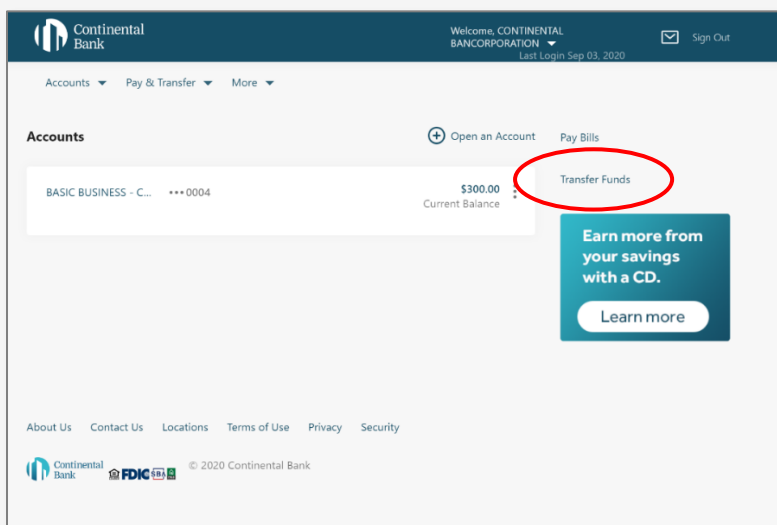 Continental
Bank
Welcome, CONTINENTAL
BANCORPORATION
Last Login Sep 03, 2020
Sign Out
Accounts Pay & Transfer More
Accounts
Open an Account
Pay Bills
BASIC BUSINESS - C... •••0004
$300.00
Current Balance
Transfer Funds
Earn more from
your savings
with a CD.
Learn more
About Us Contact Us Locations Terms of Use Privacy Security
Continental
Bank
FDIC SBA © 2020 Continental Bank